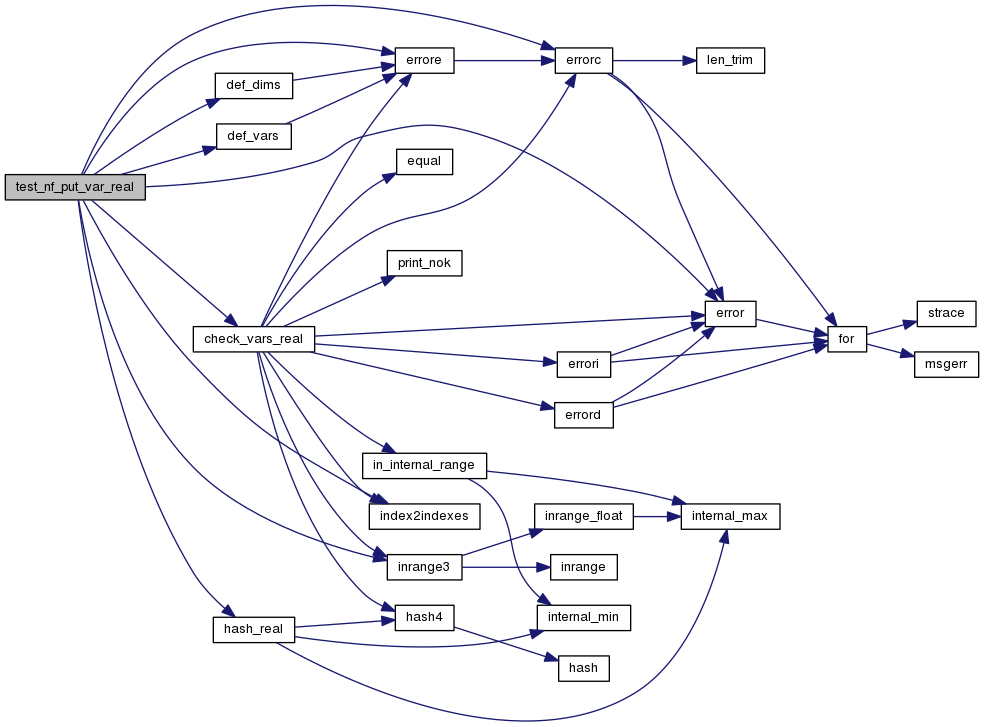 errore
errorc
len_trim
def_dims
def_vars
equal
test_nf_put_var_real
print_nok
error
strace
check_vars_real
for
errori
msgerr
errord
in_internal_range
index2indexes
inrange_float
internal_max
inrange3
inrange
hash4
internal_min
hash_real
hash